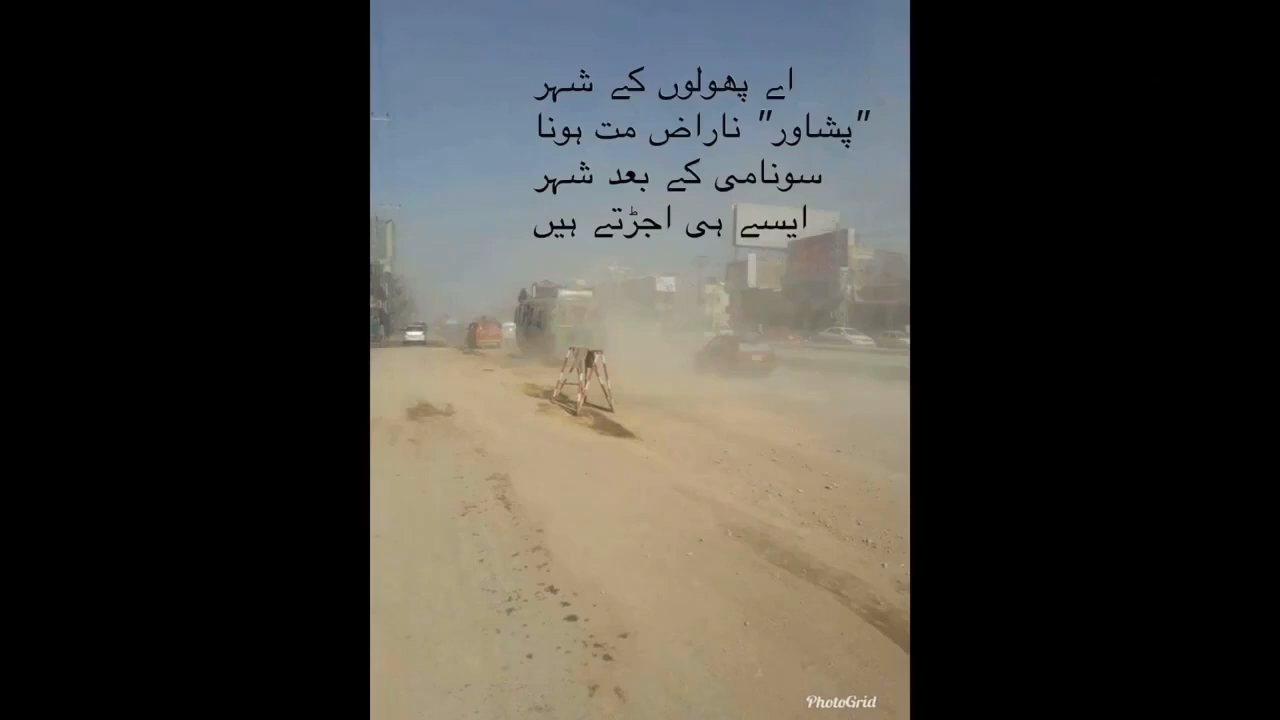 اے پھولوں کے شہر
"پشاور" ناراض مت ہونا
سونامی کے بعد شہر
ایسے ہی اجڑتے ہیں
PhotoGrid